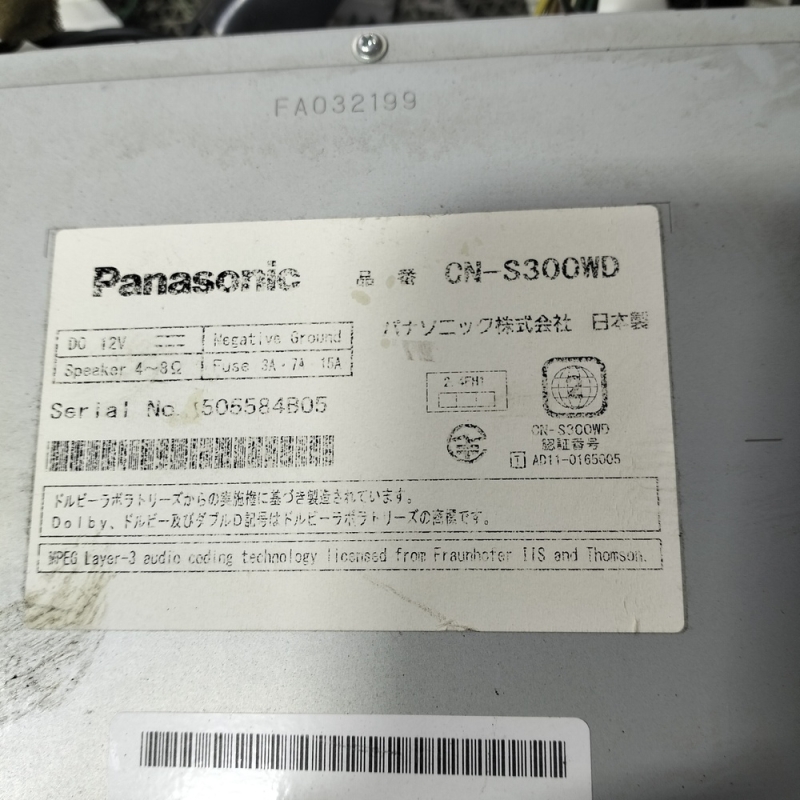 FA032199
Panasonic 品番 CN-S300WD
パナソニック株式会社 日本製
DC 12V Negative Ground
Speaker 4~8Ω Fuse 3A・7A・15A
2.4FH1
Serial No. 506584B05
CN-S300WD
認証番号
T AD11-0165005
ドルビーラボラトリーズからの実施権に基づき製造されています。
Dolby、ドルビー及びダブルD記号はドルビーラボラトリーズの商標です。
MPEG Layer-3 audio coding technology licensed from Fraunhofer IIS and Thomson.